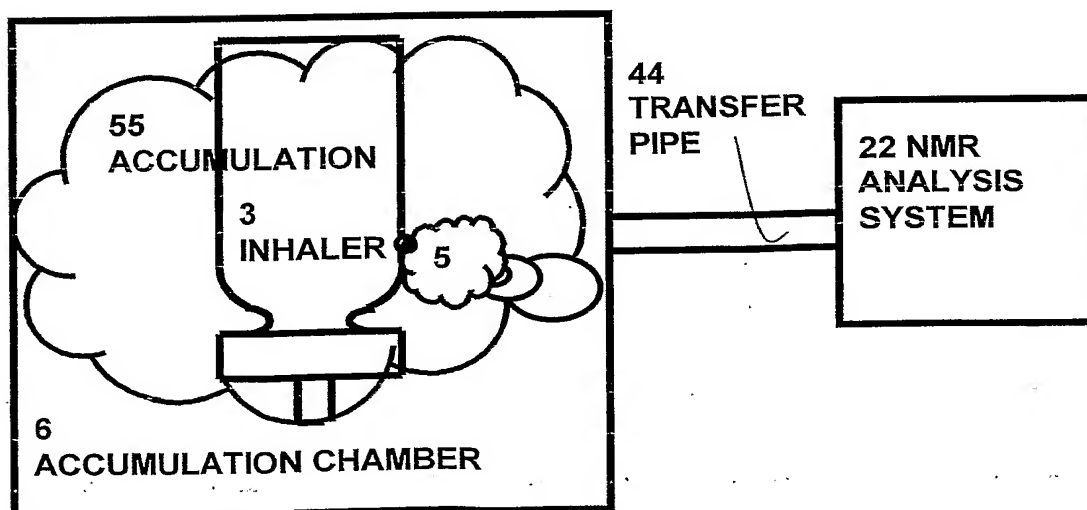 55
ACCUMULATION
3
INHALER
5
6
ACCUMULATION CHAMBER
44
TRANSFER
PIPE
22 NMR
ANALYSIS
SYSTEM